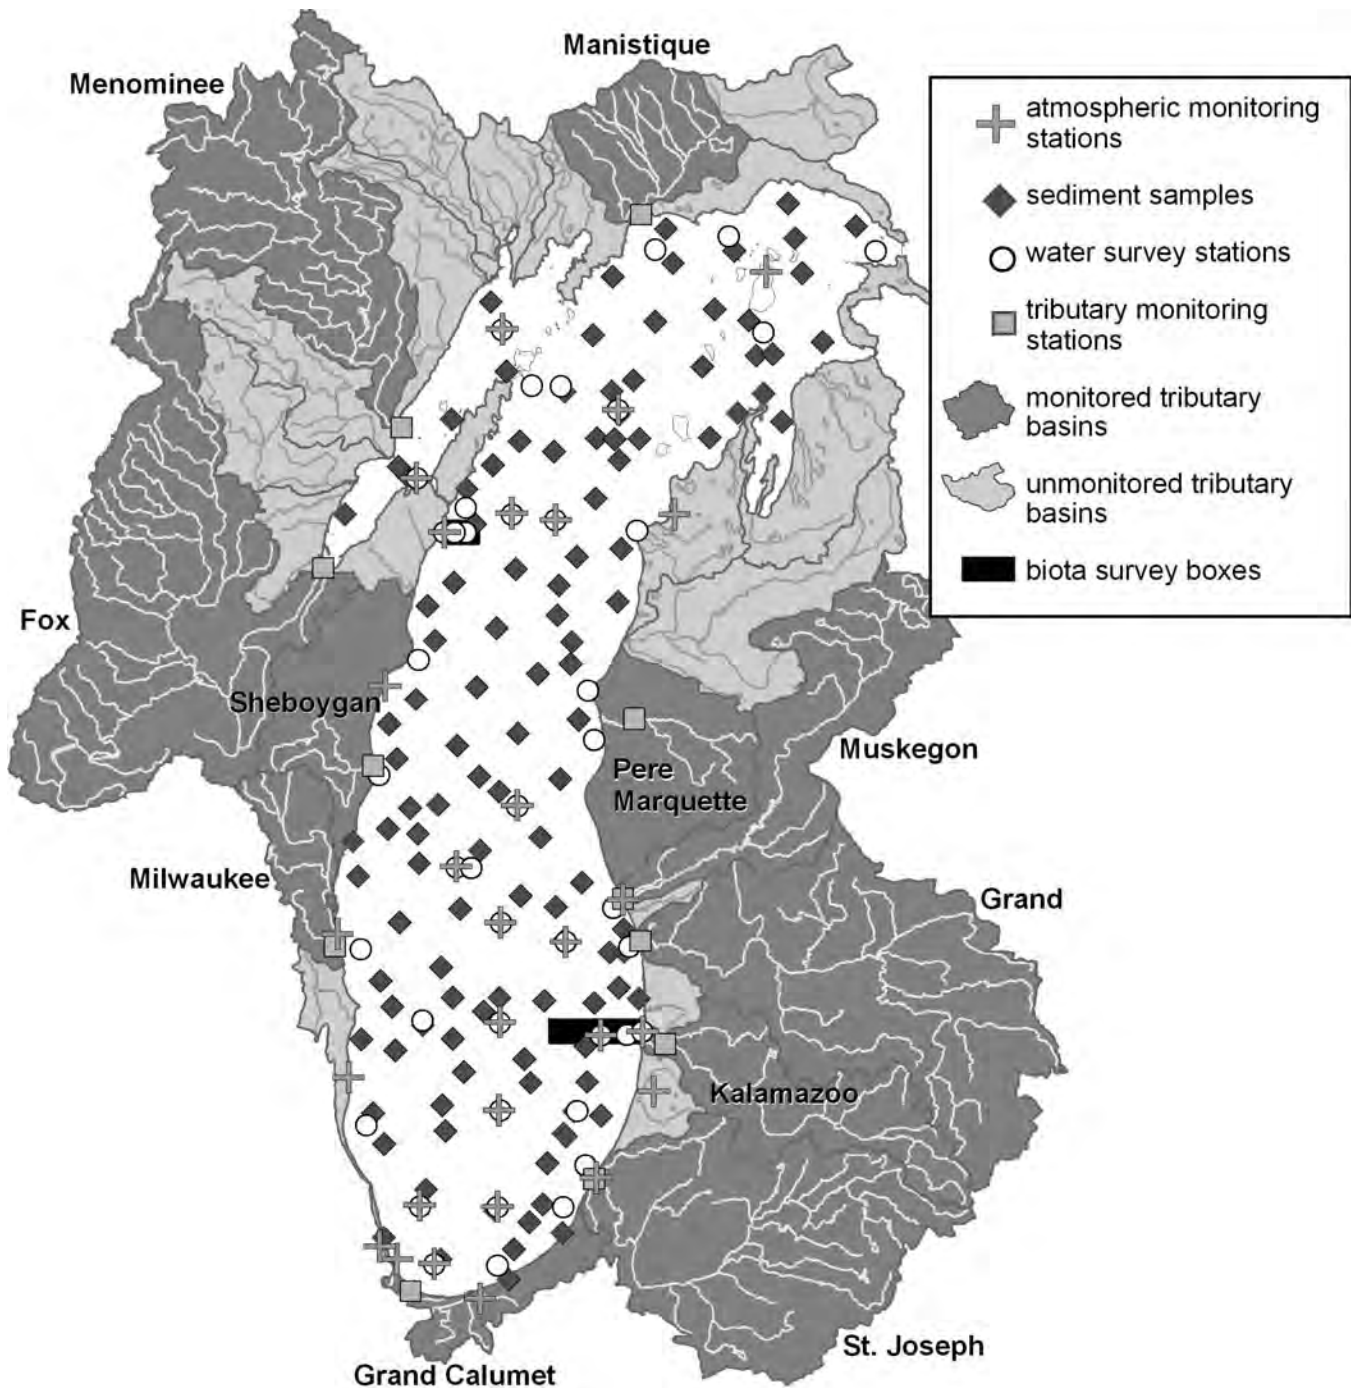 Manistique
Menominee
atmospheric monitoring
stations
sediment samples
water survey stations
tributary monitoring
stations
monitored tributary
basins
unmonitored tributary
basins
biota survey boxes
Fox
Sheboygan
Muskegon
Pere
Marquette
Milwaukee
Grand
Kalamazoo
St. Joseph
Grand Calumet